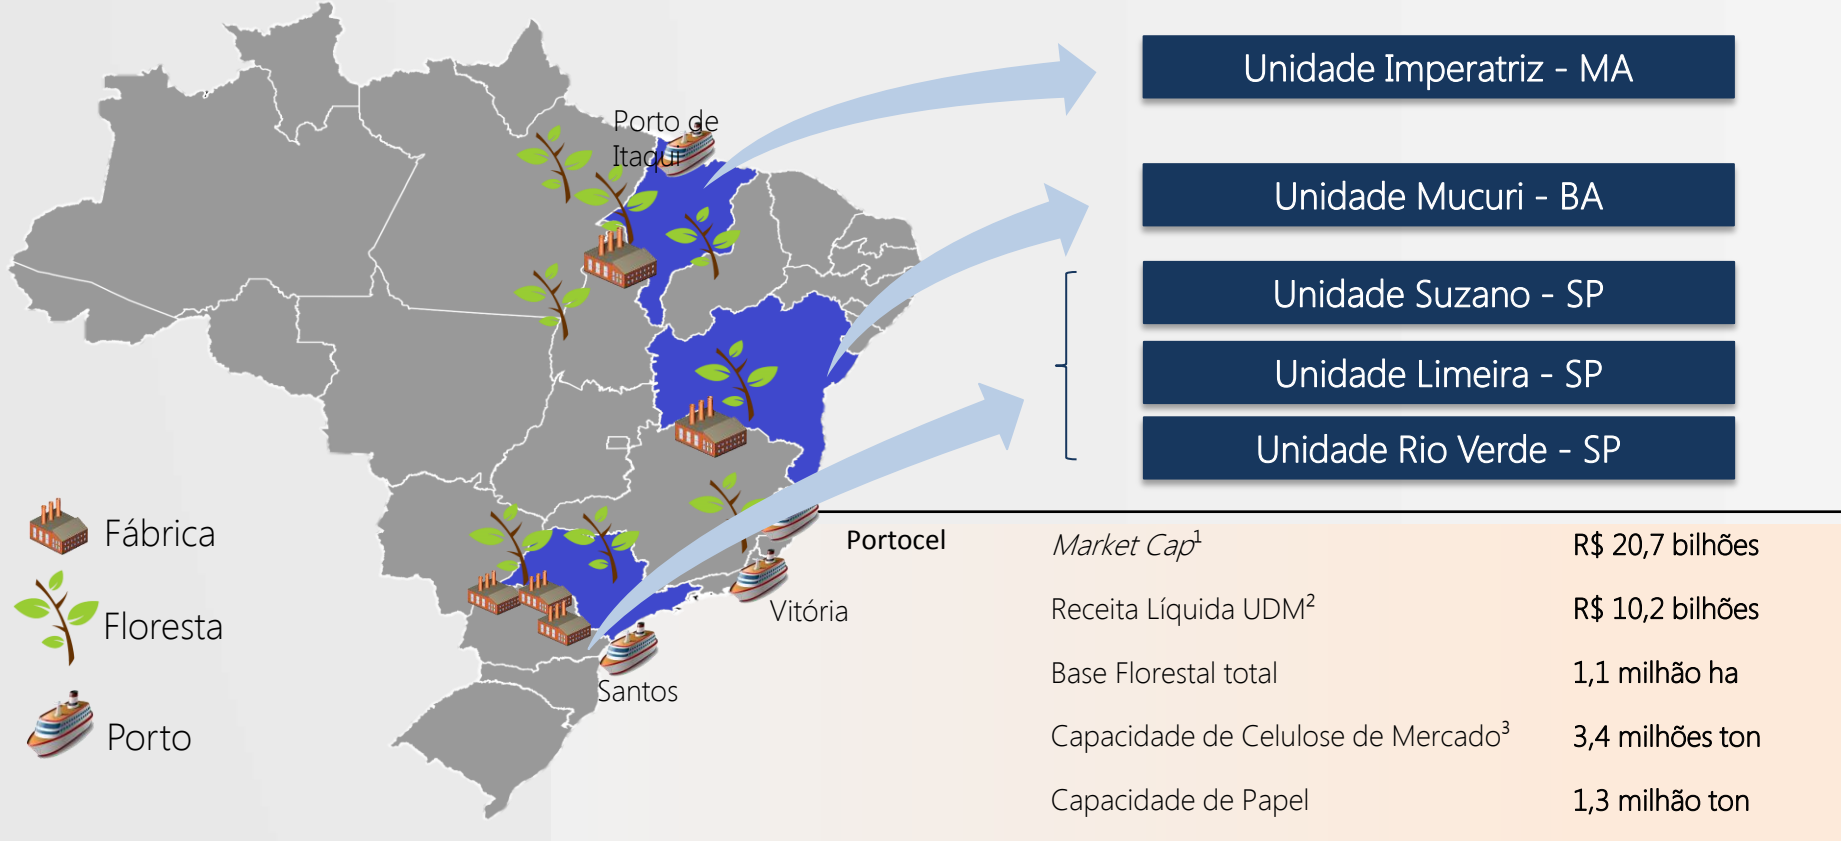 Unidade Imperatriz - MA
Porto de
Itaqui
Unidade Mucuri - BA
Unidade Suzano - SP
Unidade Limeira - SP
Unidade Rio Verde - SP
Fábrica
Floresta
Porto
Portocel
Vitória
Santos
Market Cap¹ R$ 20,7 bilhões
Receita Líquida UDM² R$ 10,2 bilhões
Base Florestal total 1,1 milhão ha
Capacidade de Celulose de Mercado³ 3,4 milhões ton
Capacidade de Papel 1,3 milhão ton